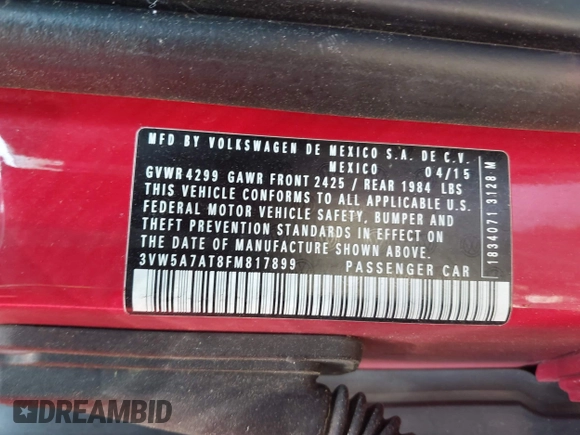 MFD BY VOLKSWAGEN DE MEXICO S.A. DE C.V.
MEXICO 04/15
GVWR 4299 GAWR FRONT 2425 / REAR 1984 LBS
THIS VEHICLE CONFORMS TO ALL APPLICABLE U.S.
FEDERAL MOTOR VEHICLE SAFETY, BUMPER AND
THEFT PREVENTION STANDARDS IN EFFECT ON
THE DATE OF MANUFACTURE SHOWN ABOVE.
3VW5A7AT8FM817899 PASSENGER CAR
1834071 3128 M
DREAMBID